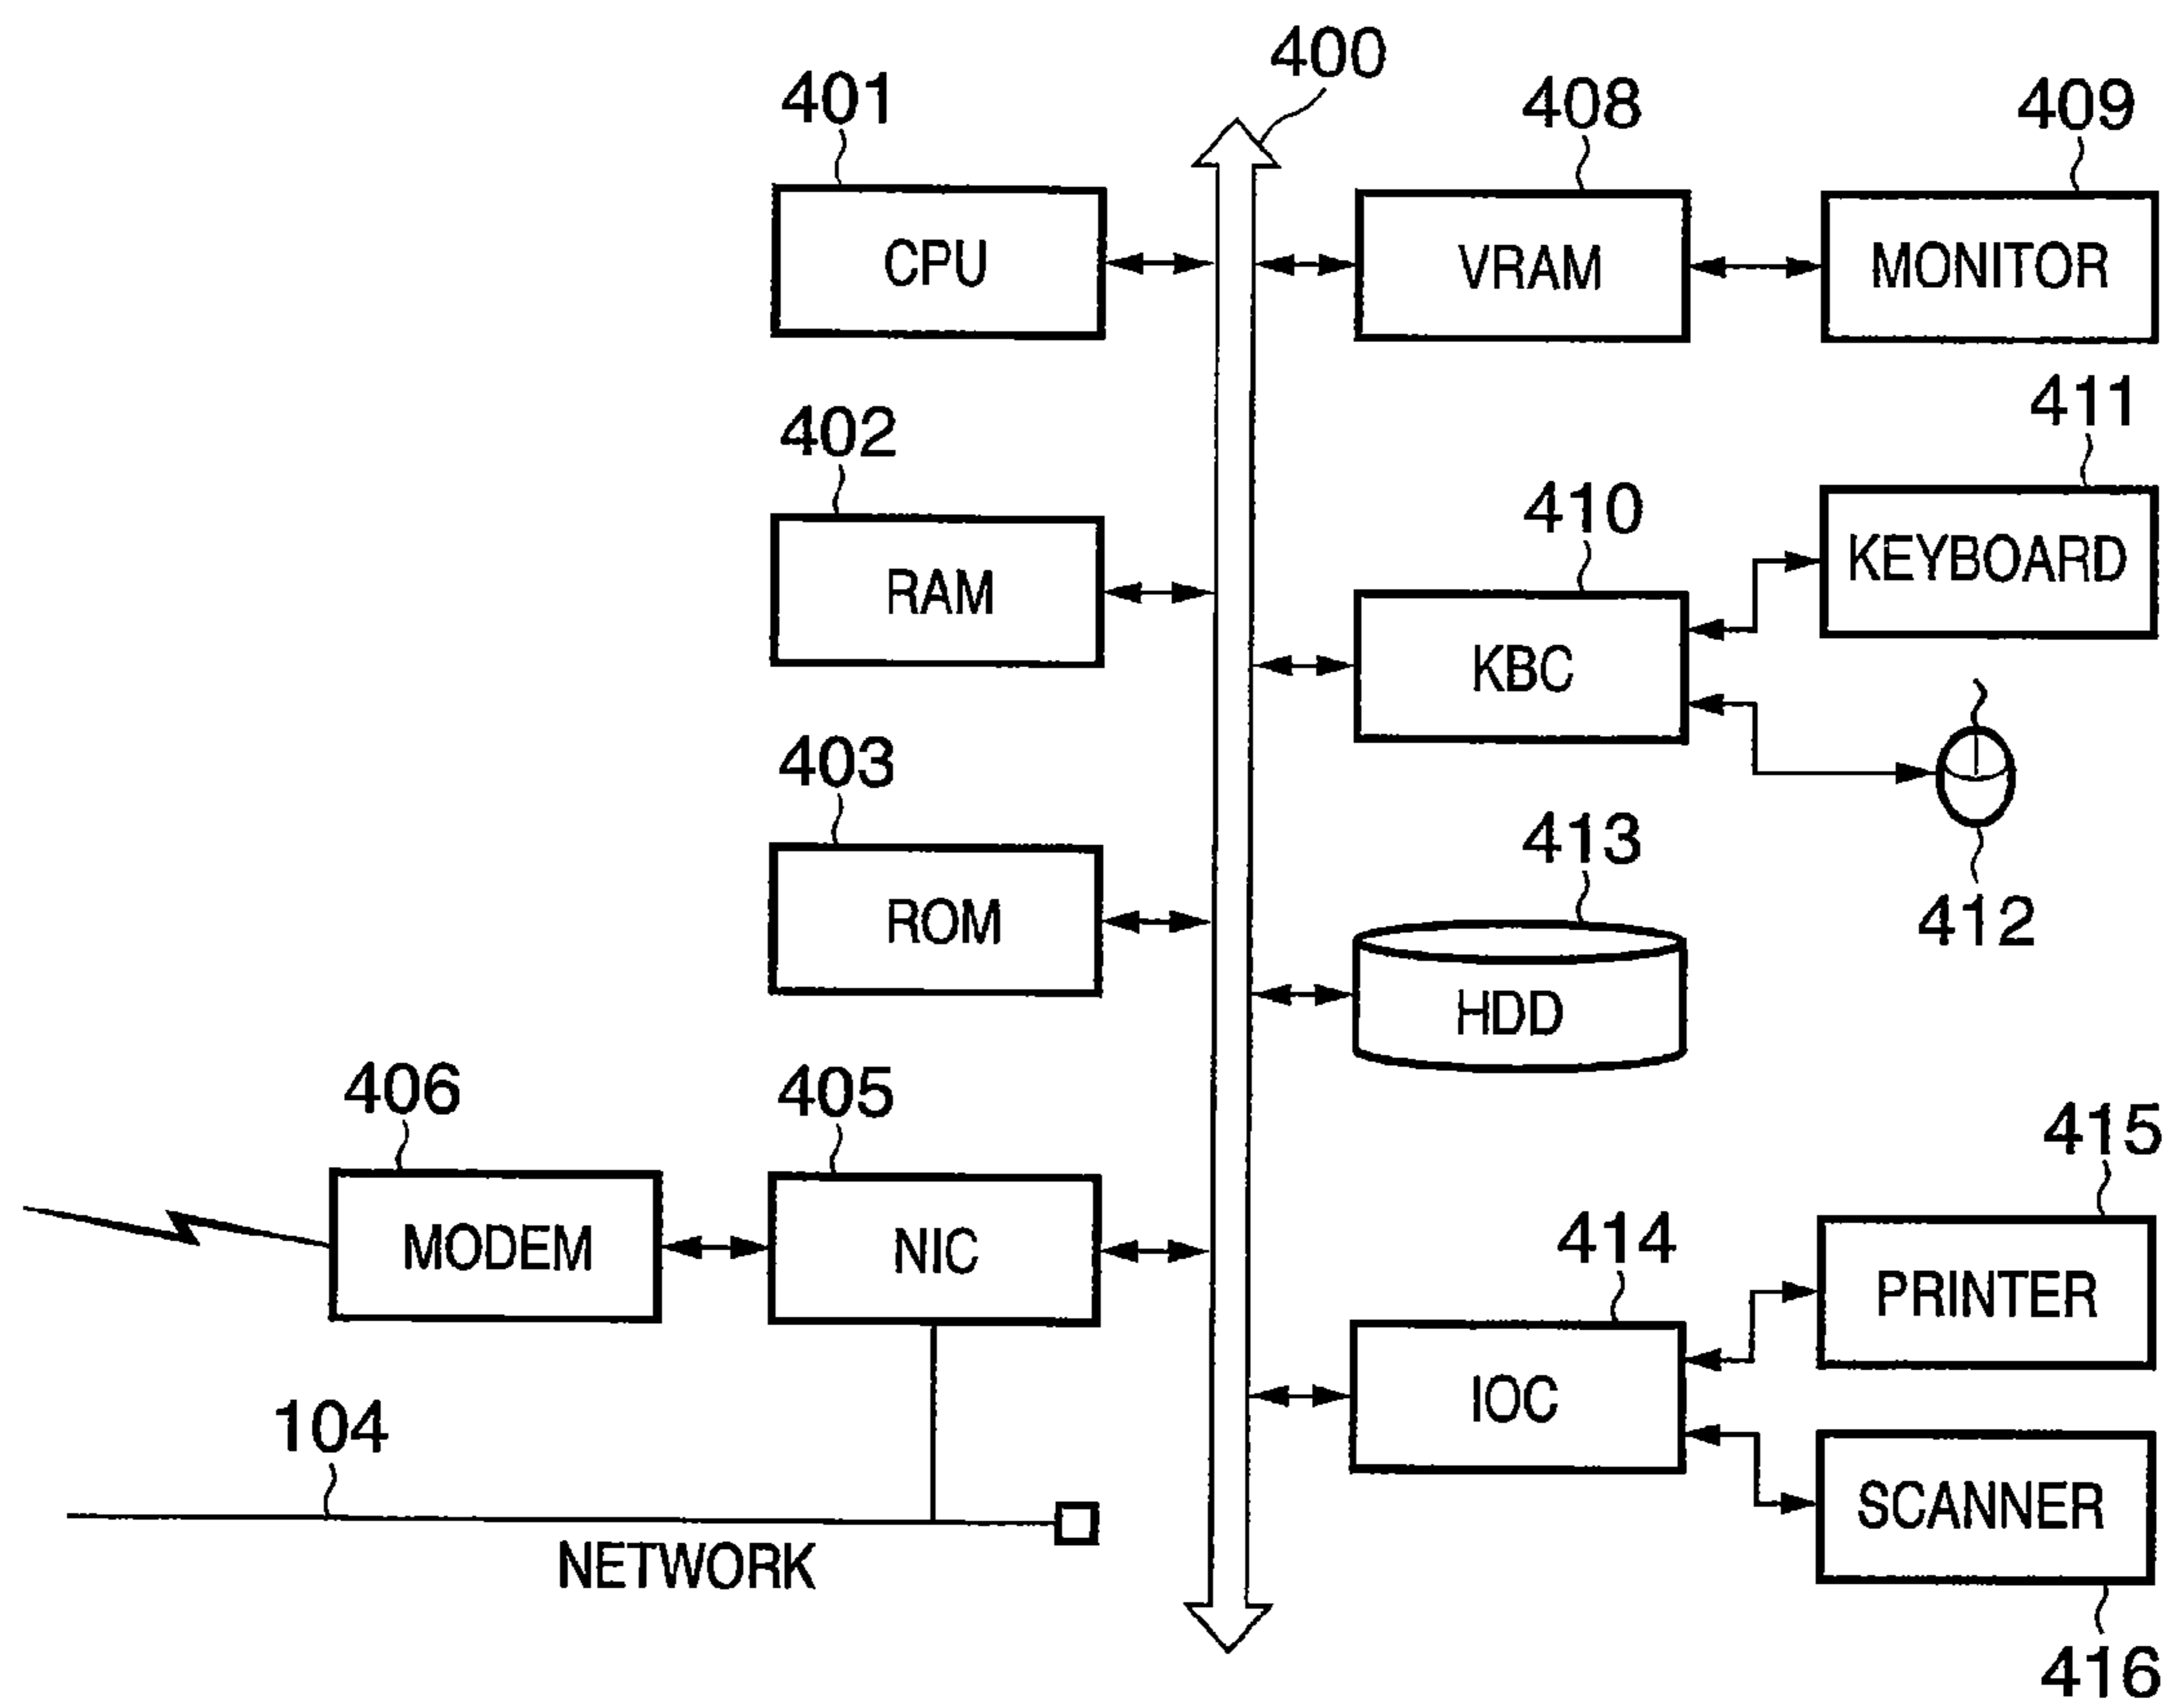 400
401
408
409
CPU
VRAM
MONITOR
411
402
410
KEYBOARD
RAM
KBC
403
413
412
ROM
HDD
406
405
415
414
MODEM
NIC
PRINTER
IOC
104
SCANNER
NETWORK
416